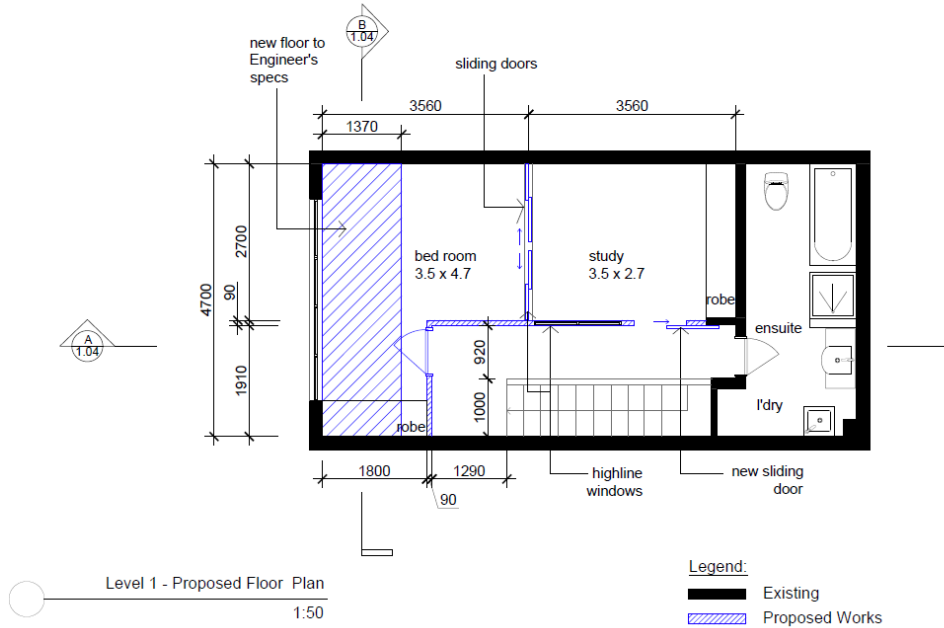 B
1.04
new floor to
Engineer's
specs
sliding doors
3560
3560
1370
2700
90
4700
1910
bed room
3.5 x 4.7
study
3.5 x 2.7
robe
ensuite
A
1.04
920
1000
l'dry
robe
1800
1290
90
highline
windows
new sliding
door
Level 1 - Proposed Floor Plan
1:50
Legend:
Existing
Proposed Works